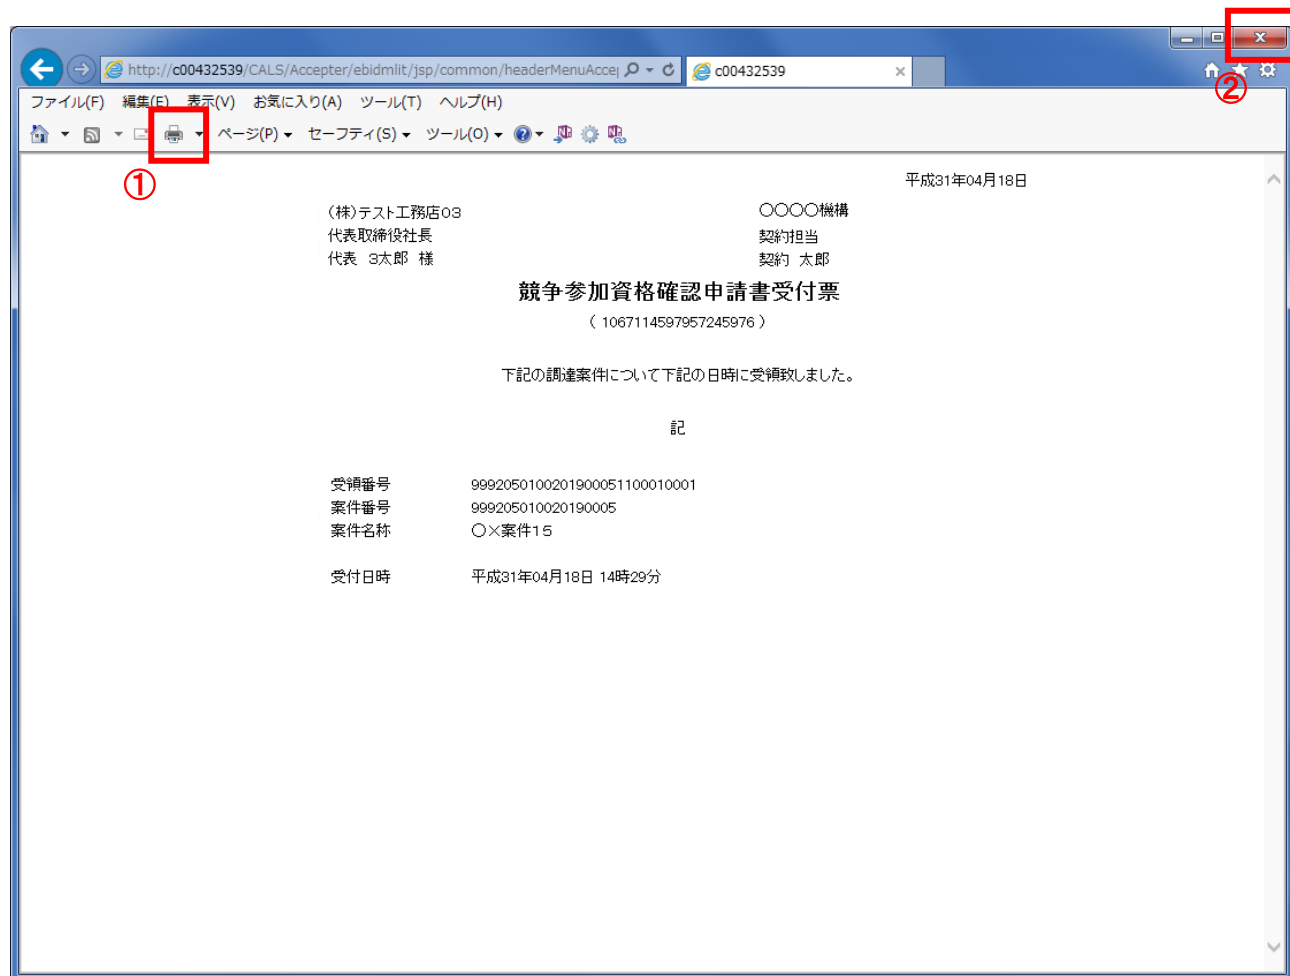 ②
http://c00432539/CALS/Accepter/ebidmlit/jsp/common/headerMenuAccep
c00432539
ファイル(F) 編集(E) 表示(V) お気に入り(A) ツール(T) ヘルプ(H)
ページ(P) セーフティ(S) ツール(O)
①
平成31年04月18日
(株)テスト工務店03
〇〇〇〇機構
代表取締役社長
契約担当
代表 3太郎 様
契約 太郎
競争参加資格確認申請書受付票
( 1067114597957245976 )
下記の調達案件について下記の日時に受領致しました。
記
受領番号 9992050100201900051100010001
案件番号 999205010020190005
案件名称 〇×案件15
受付日時 平成31年04月18日 14時29分